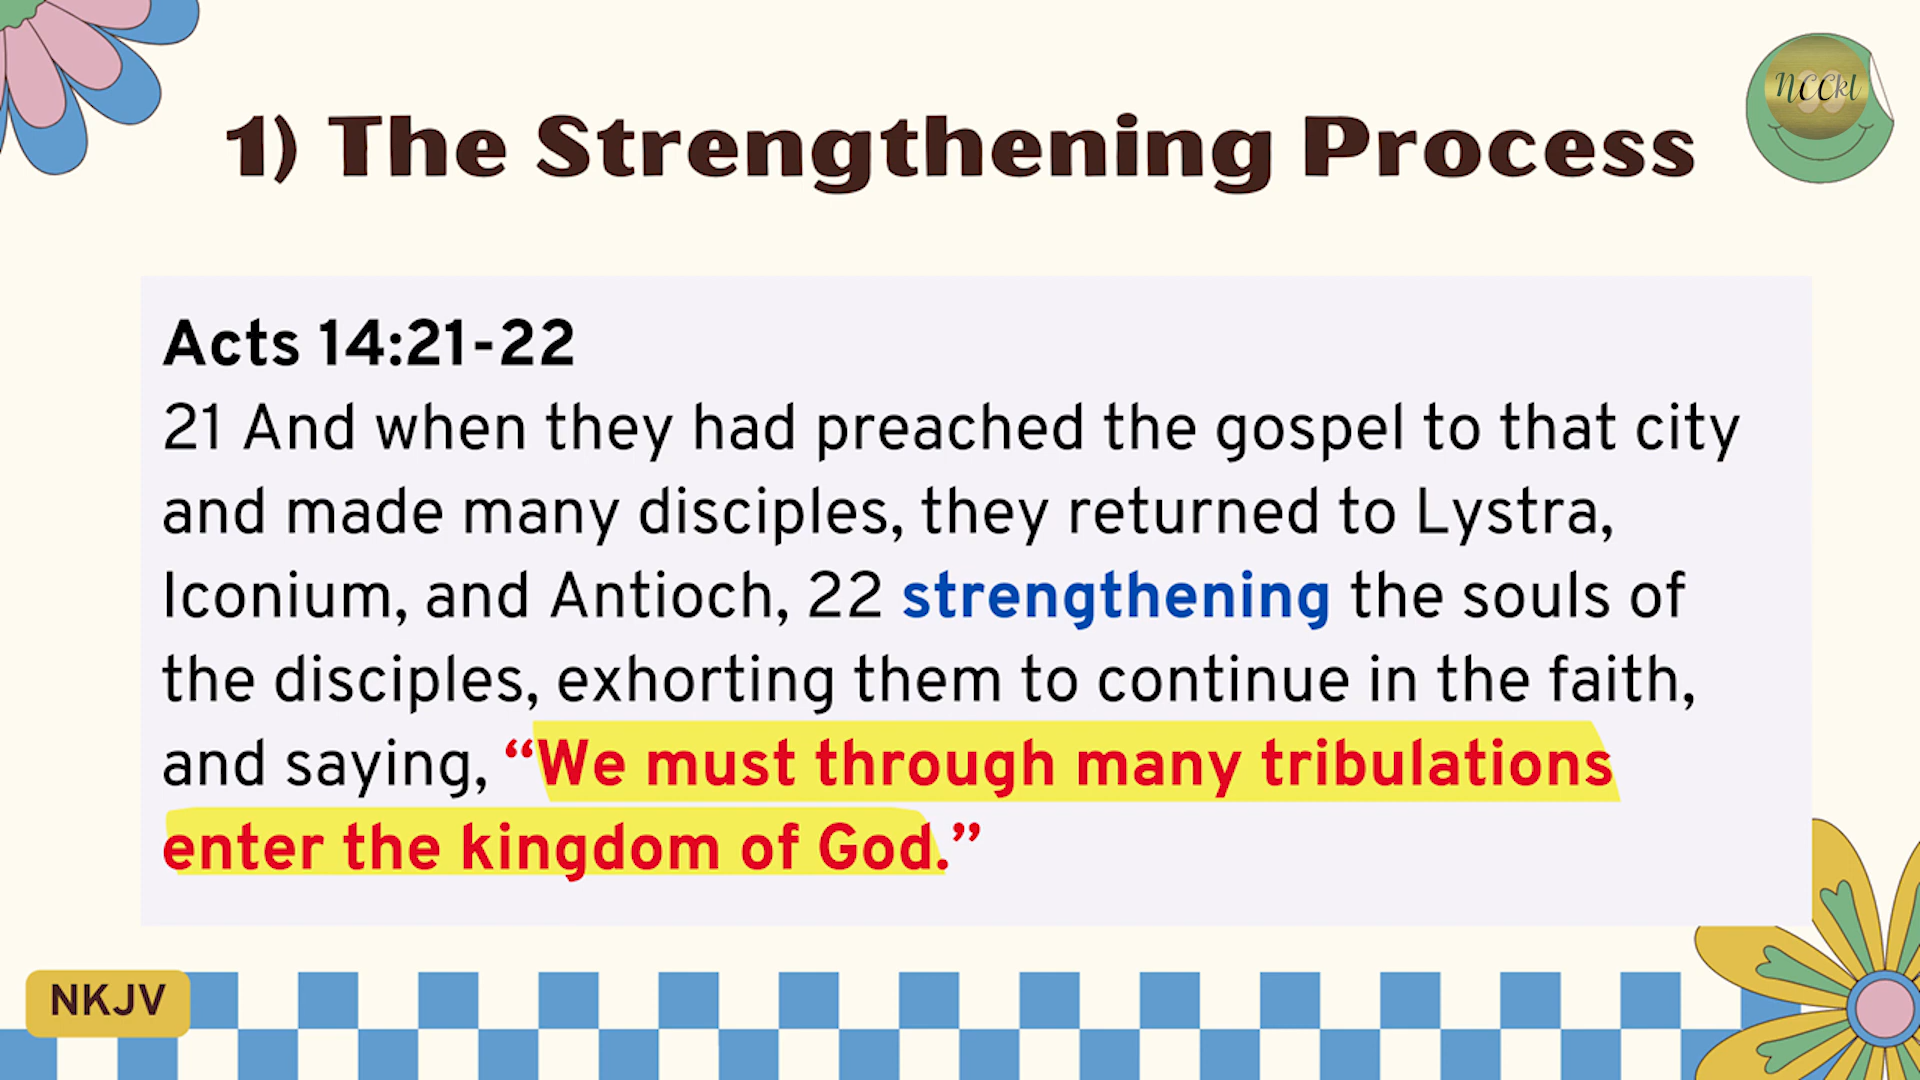 NCCkl
1) The Strengthening Process
Acts 14:21-22
21 And when they had preached the gospel to that city
and made many disciples, they returned to Lystra,
Iconium, and Antioch, 22 strengthening the souls of
the disciples, exhorting them to continue in the faith,
and saying, “We must through many tribulations
enter the kingdom of God.”
NKJV